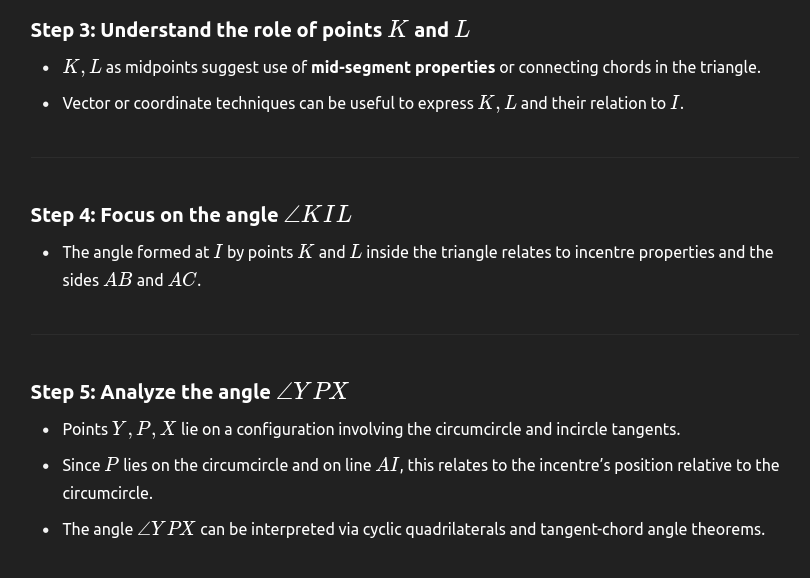 Step 3: Understand the role of points K and L
• K, L as midpoints suggest use of mid-segment properties or connecting chords in the triangle.
• Vector or coordinate techniques can be useful to express K, L and their relation to I.
Step 4: Focus on the angle ∠KIL
• The angle formed at I by points K and L inside the triangle relates to incentre properties and the
sides AB and AC.
Step 5: Analyze the angle ∠YPX
• Points Y, P, X lie on a configuration involving the circumcircle and incircle tangents.
• Since P lies on the circumcircle and on line AI, this relates to the incentre’s position relative to the
circumcircle.
• The angle ∠YPX can be interpreted via cyclic quadrilaterals and tangent-chord angle theorems.